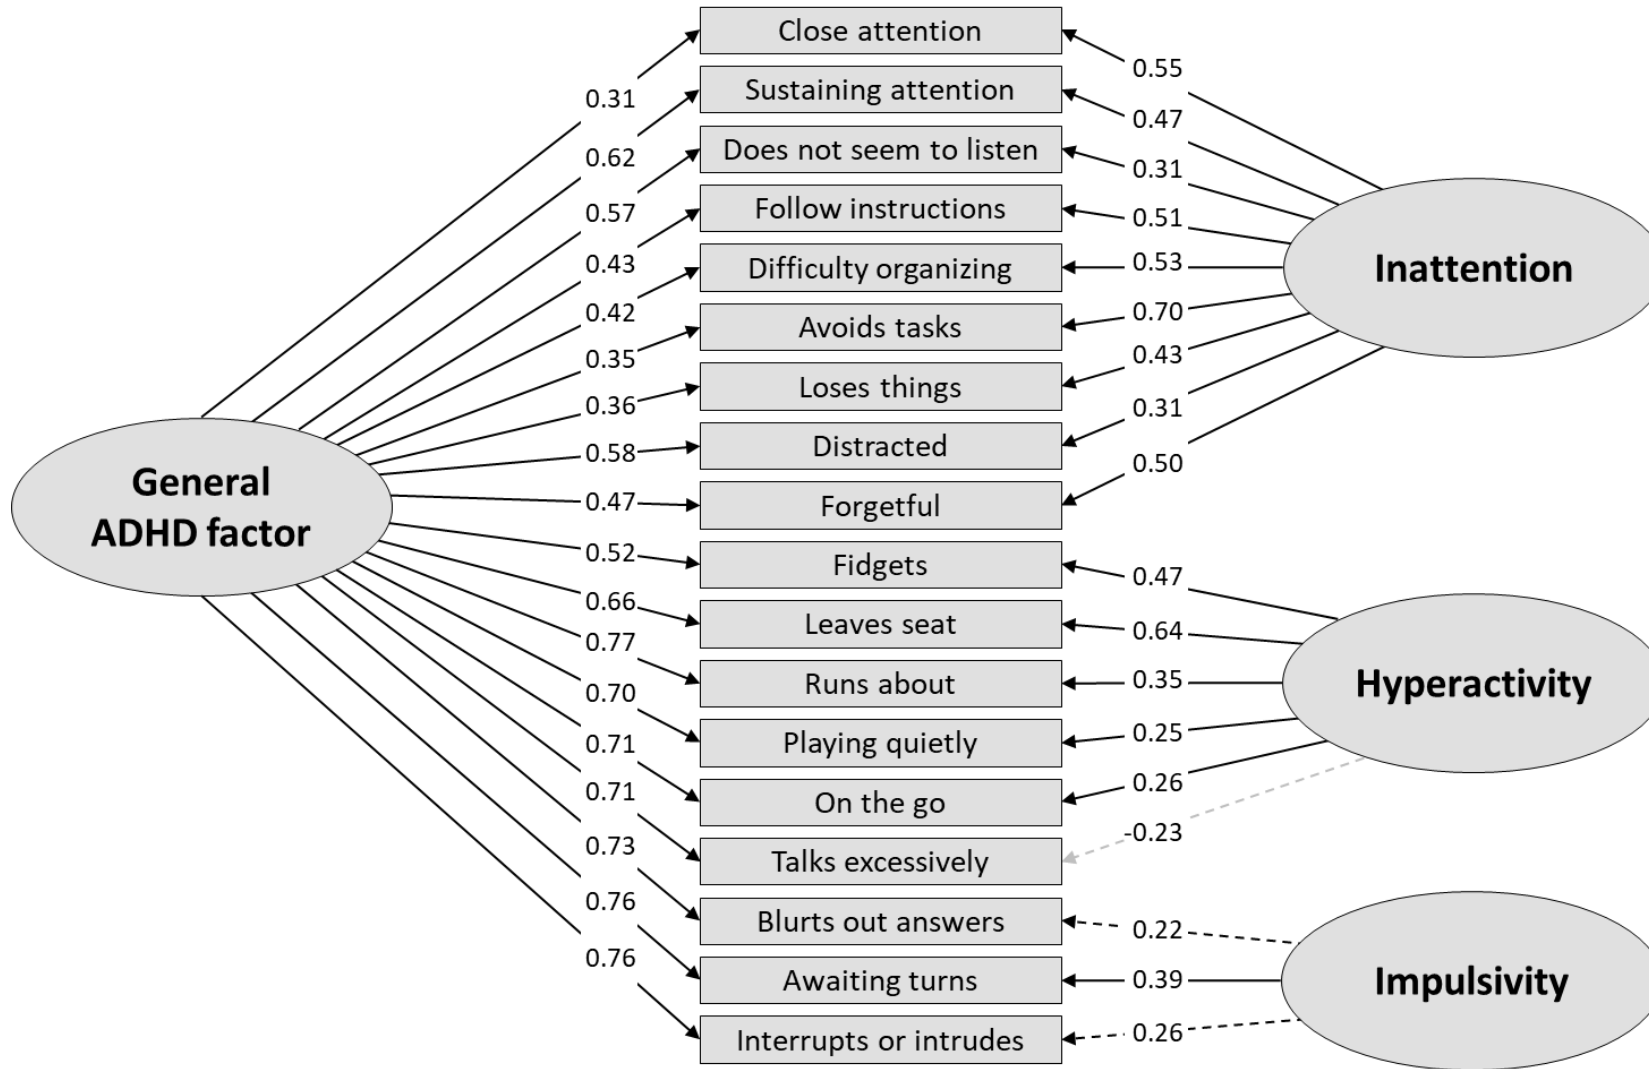 Close attention
0.55
0.31
Sustaining attention
0.47
0.62
Does not seem to listen
0.31
0.57
Follow instructions
0.51
0.43
Difficulty organizing
0.53
Inattention
0.42
Avoids tasks
0.70
0.35
Loses things
0.43
0.36
Distracted
0.31
0.58
Forgetful
0.50
General
ADHD factor
0.47
Fidgets
0.47
0.52
Leaves seat
0.64
0.66
Runs about
0.35
Hyperactivity
0.77
Playing quietly
0.25
0.70
On the go
0.26
0.71
Talks excessively
-0.23
0.71
Blurts out answers
0.22
0.73
Awaiting turns
0.39
Impulsivity
0.76
Interrupts or intrudes
0.26
0.76